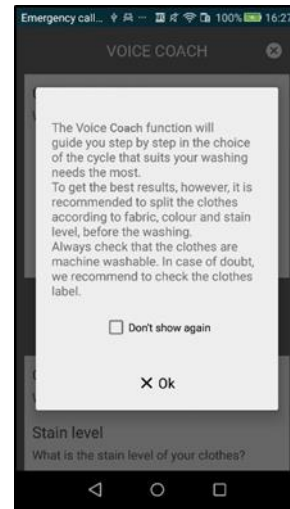 Emergency call... 100% 16:27
VOICE COACH
The Voice Coach function will
guide you step by step in the choice
of the cycle that suits your washing
needs the most.
To get the best results, however, it is
recommended to split the clothes
according to fabric, colour and stain
level, before the washing.
Always check that the clothes are
machine washable. In case of doubt,
we recommend to check the clothes
label.
Don't show again
Ok
Stain level
What is the stain level of your clothes?